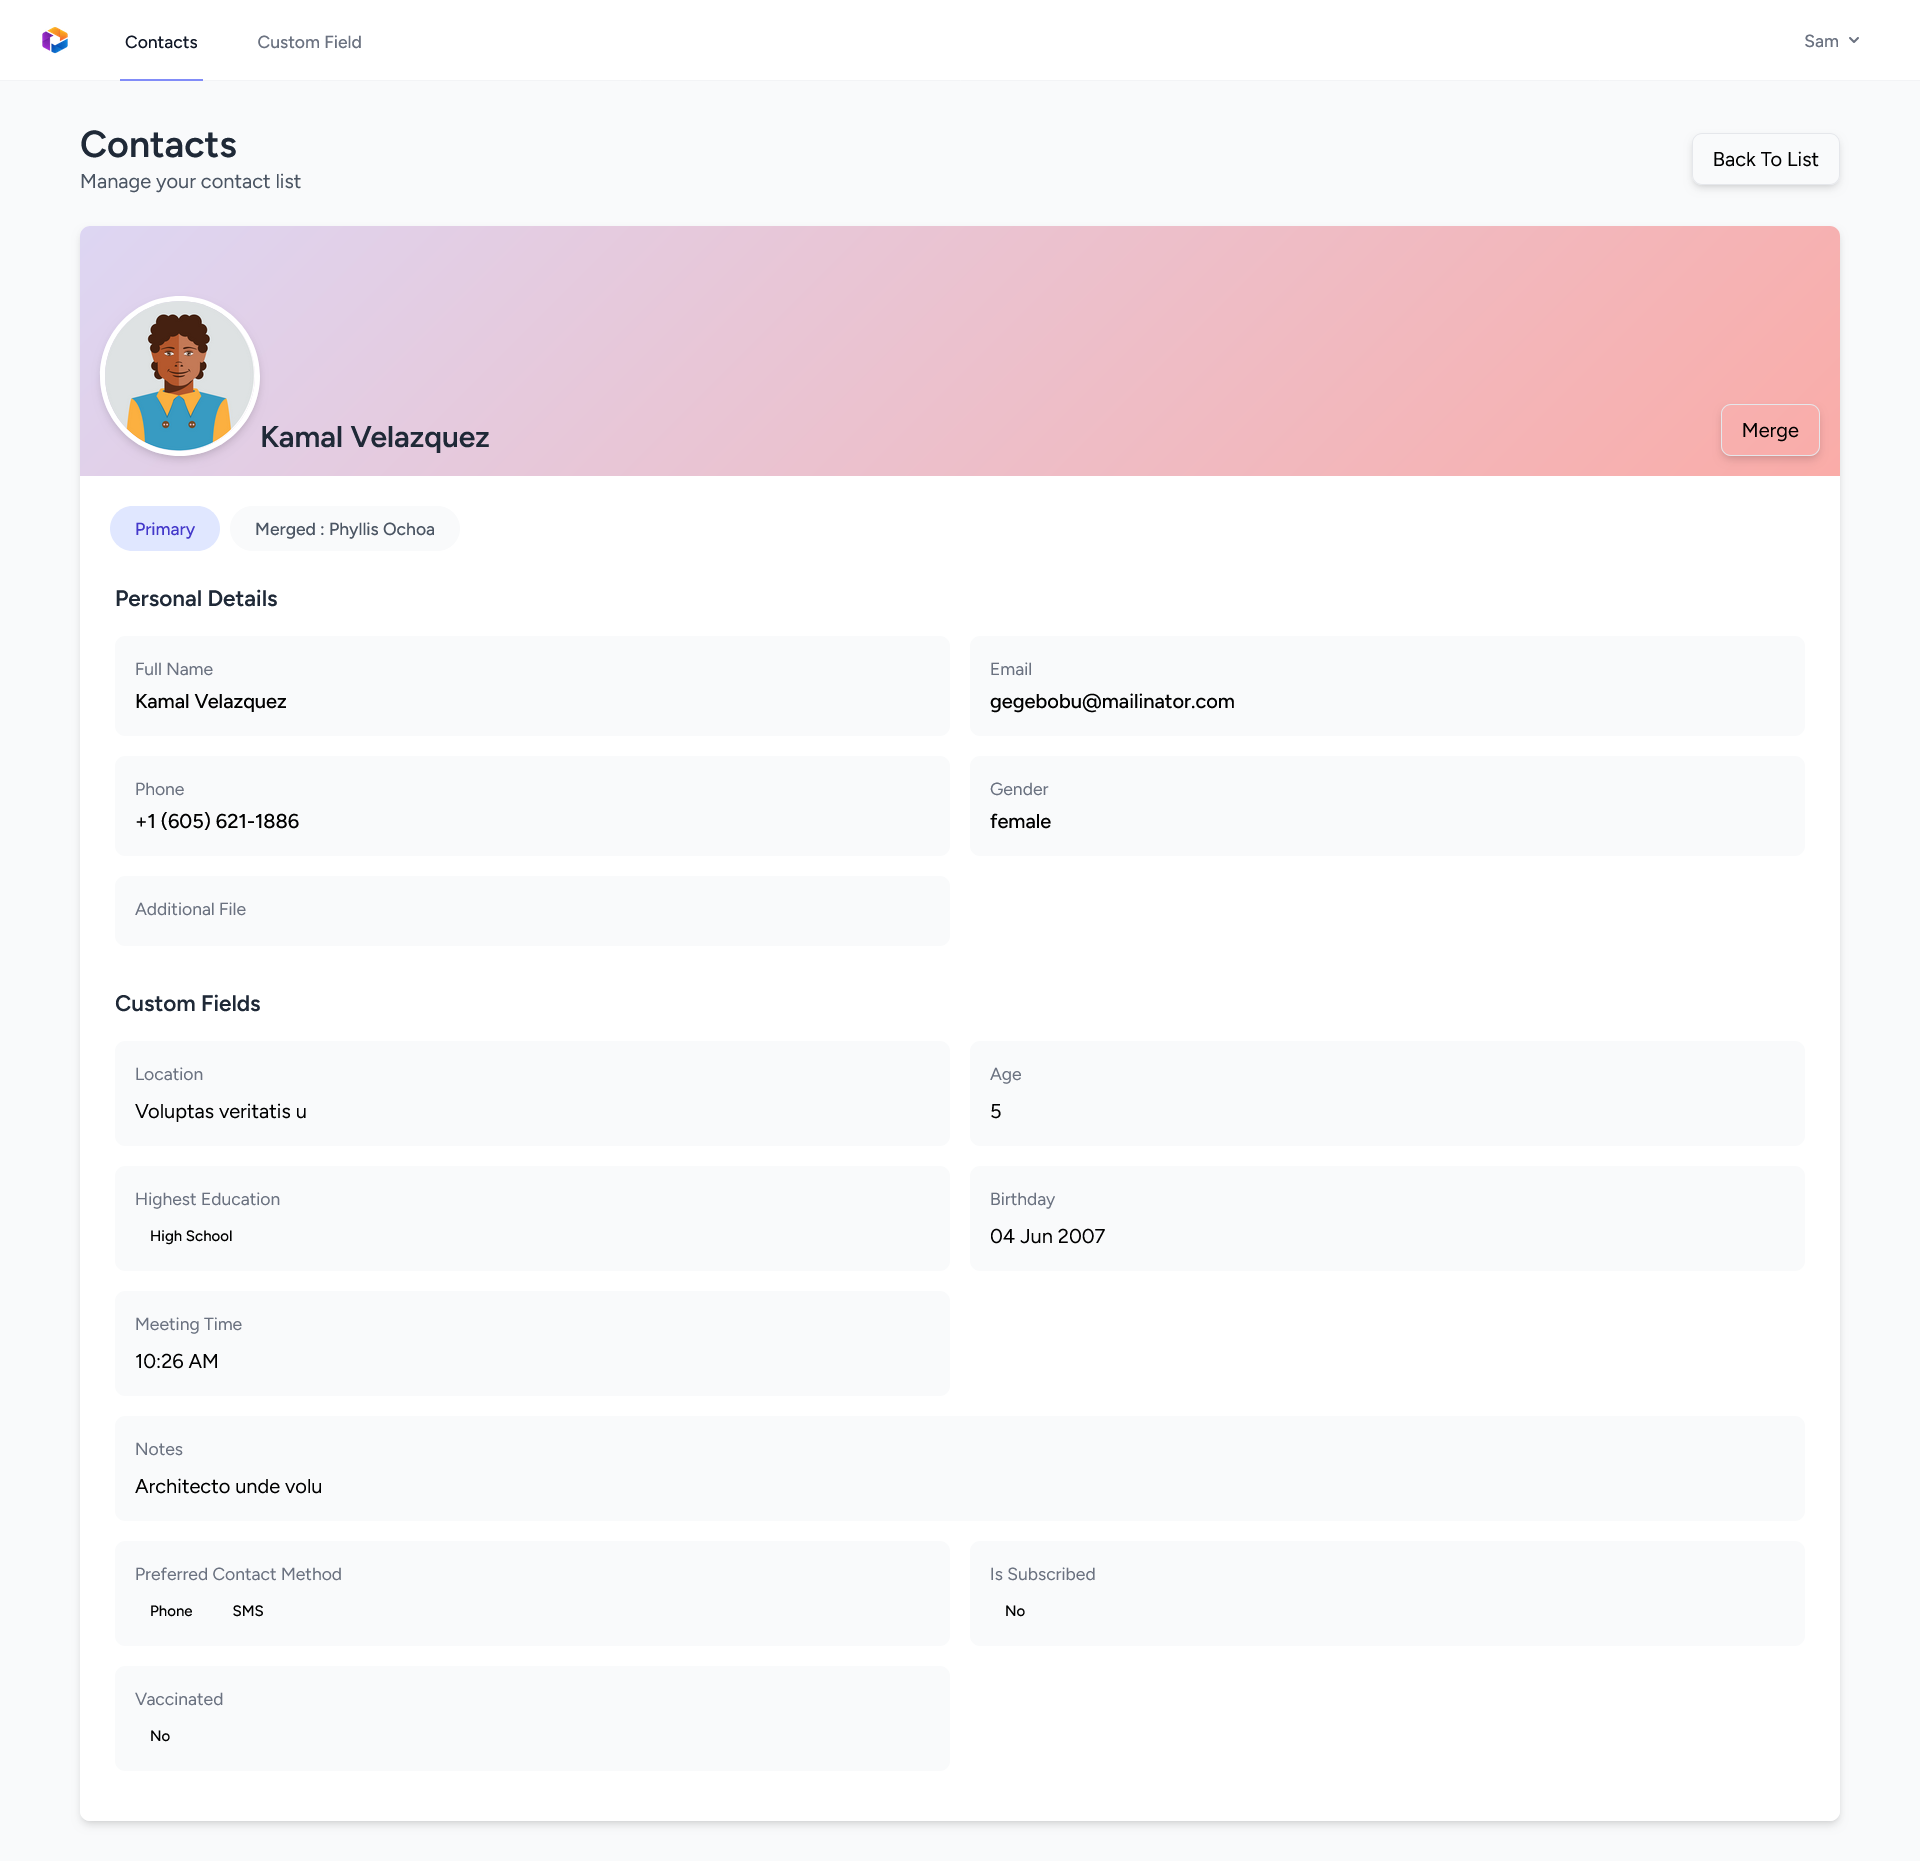 Contacts
Custom Field
Sam
Contacts
Manage your contact list
Back To List
Kamal Velazquez
Merge
Primary
Merged : Phyllis Ochoa
Personal Details
Full Name
Kamal Velazquez
Email
gegebobu@mailinator.com
Phone
+1 (605) 621-1886
Gender
female
Additional File
Custom Fields
Location
Voluptas veritatis u
Age
5
Highest Education
High School
Birthday
04 Jun 2007
Meeting Time
10:26 AM
Notes
Architecto unde volu
Preferred Contact Method
Phone SMS
Is Subscribed
No
Vaccinated
No